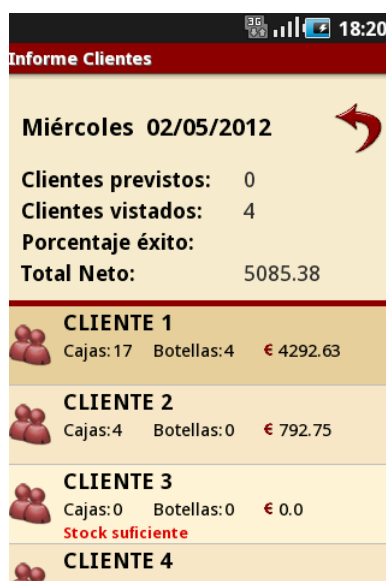 3G 18:20
Informe Clientes
Miércoles 02/05/2012
Clientes previstos: 0
Clientes vistados: 4
Porcentaje éxito:
Total Neto: 5085.38
CLIENTE 1
Cajas: 17 Botellas: 4 € 4292.63
CLIENTE 2
Cajas: 4 Botellas: 0 € 792.75
CLIENTE 3
Cajas: 0 Botellas: 0 € 0.0
Stock suficiente
CLIENTE 4